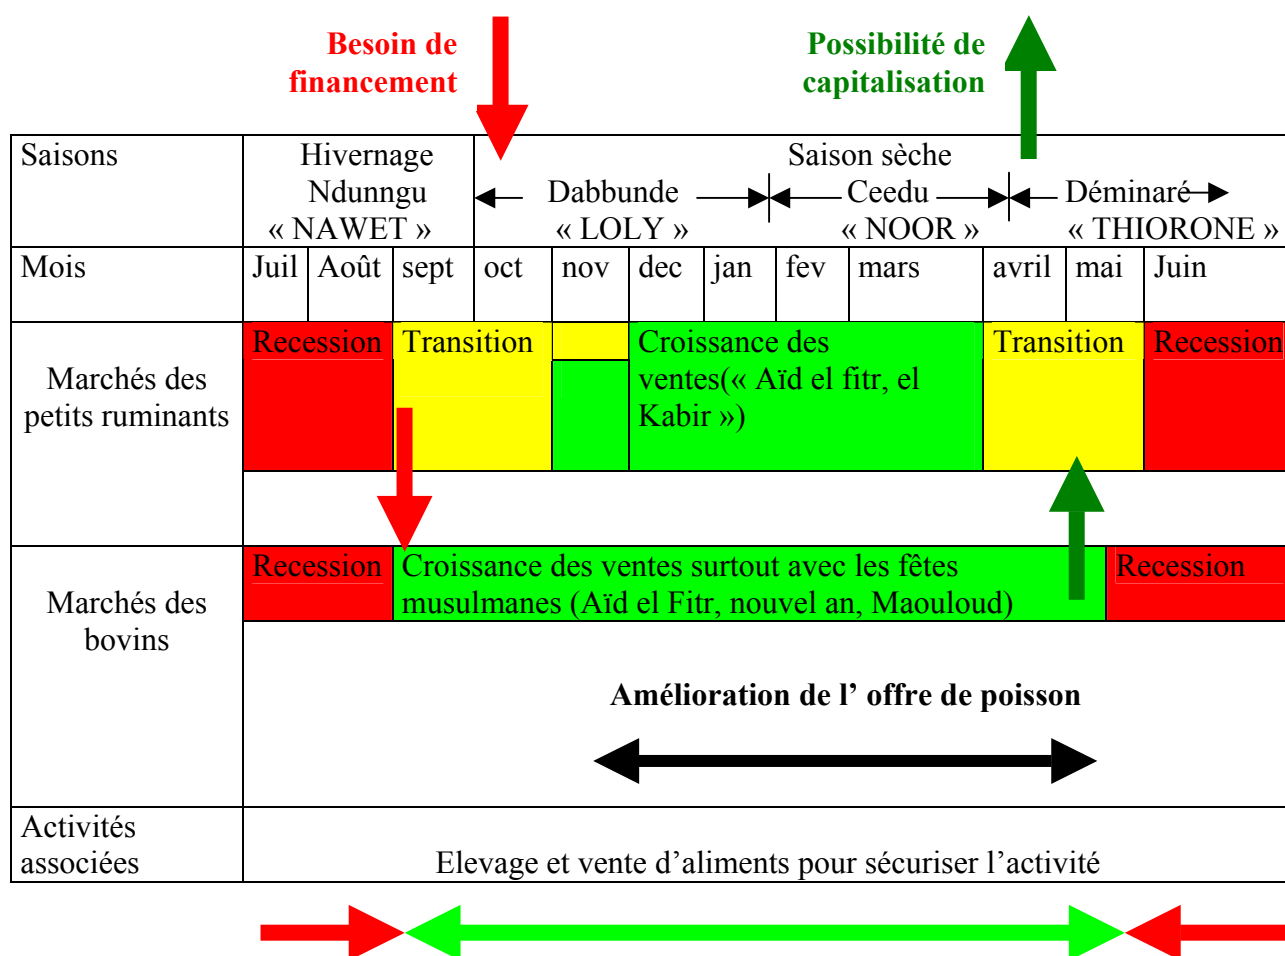 Besoin de
financement
Possibilité de
capitalisation
Saisons
Hivernage
Ndunngu
« NAWET »
Saison sèche
Dabbunde
« LOLY »
Ceedu
« NOOR »
Déminaré
« THIORONE »
Mois
Juil
Août
sept
oct
nov
dec
jan
fev
mars
avril
mai
Juin
Marchés des
petits ruminants
Recession
Transition
Croissance des
ventes(« Aïd el fitr, el
Kabir »)
Transition
Recession
Marchés des
bovins
Recession
Croissance des ventes surtout avec les fêtes
musulmanes (Aïd el Fitr, nouvel an, Maouloud)
Recession
Amélioration de l’ offre de poisson
Activités
associées
Elevage et vente d’aliments pour sécuriser l’activité